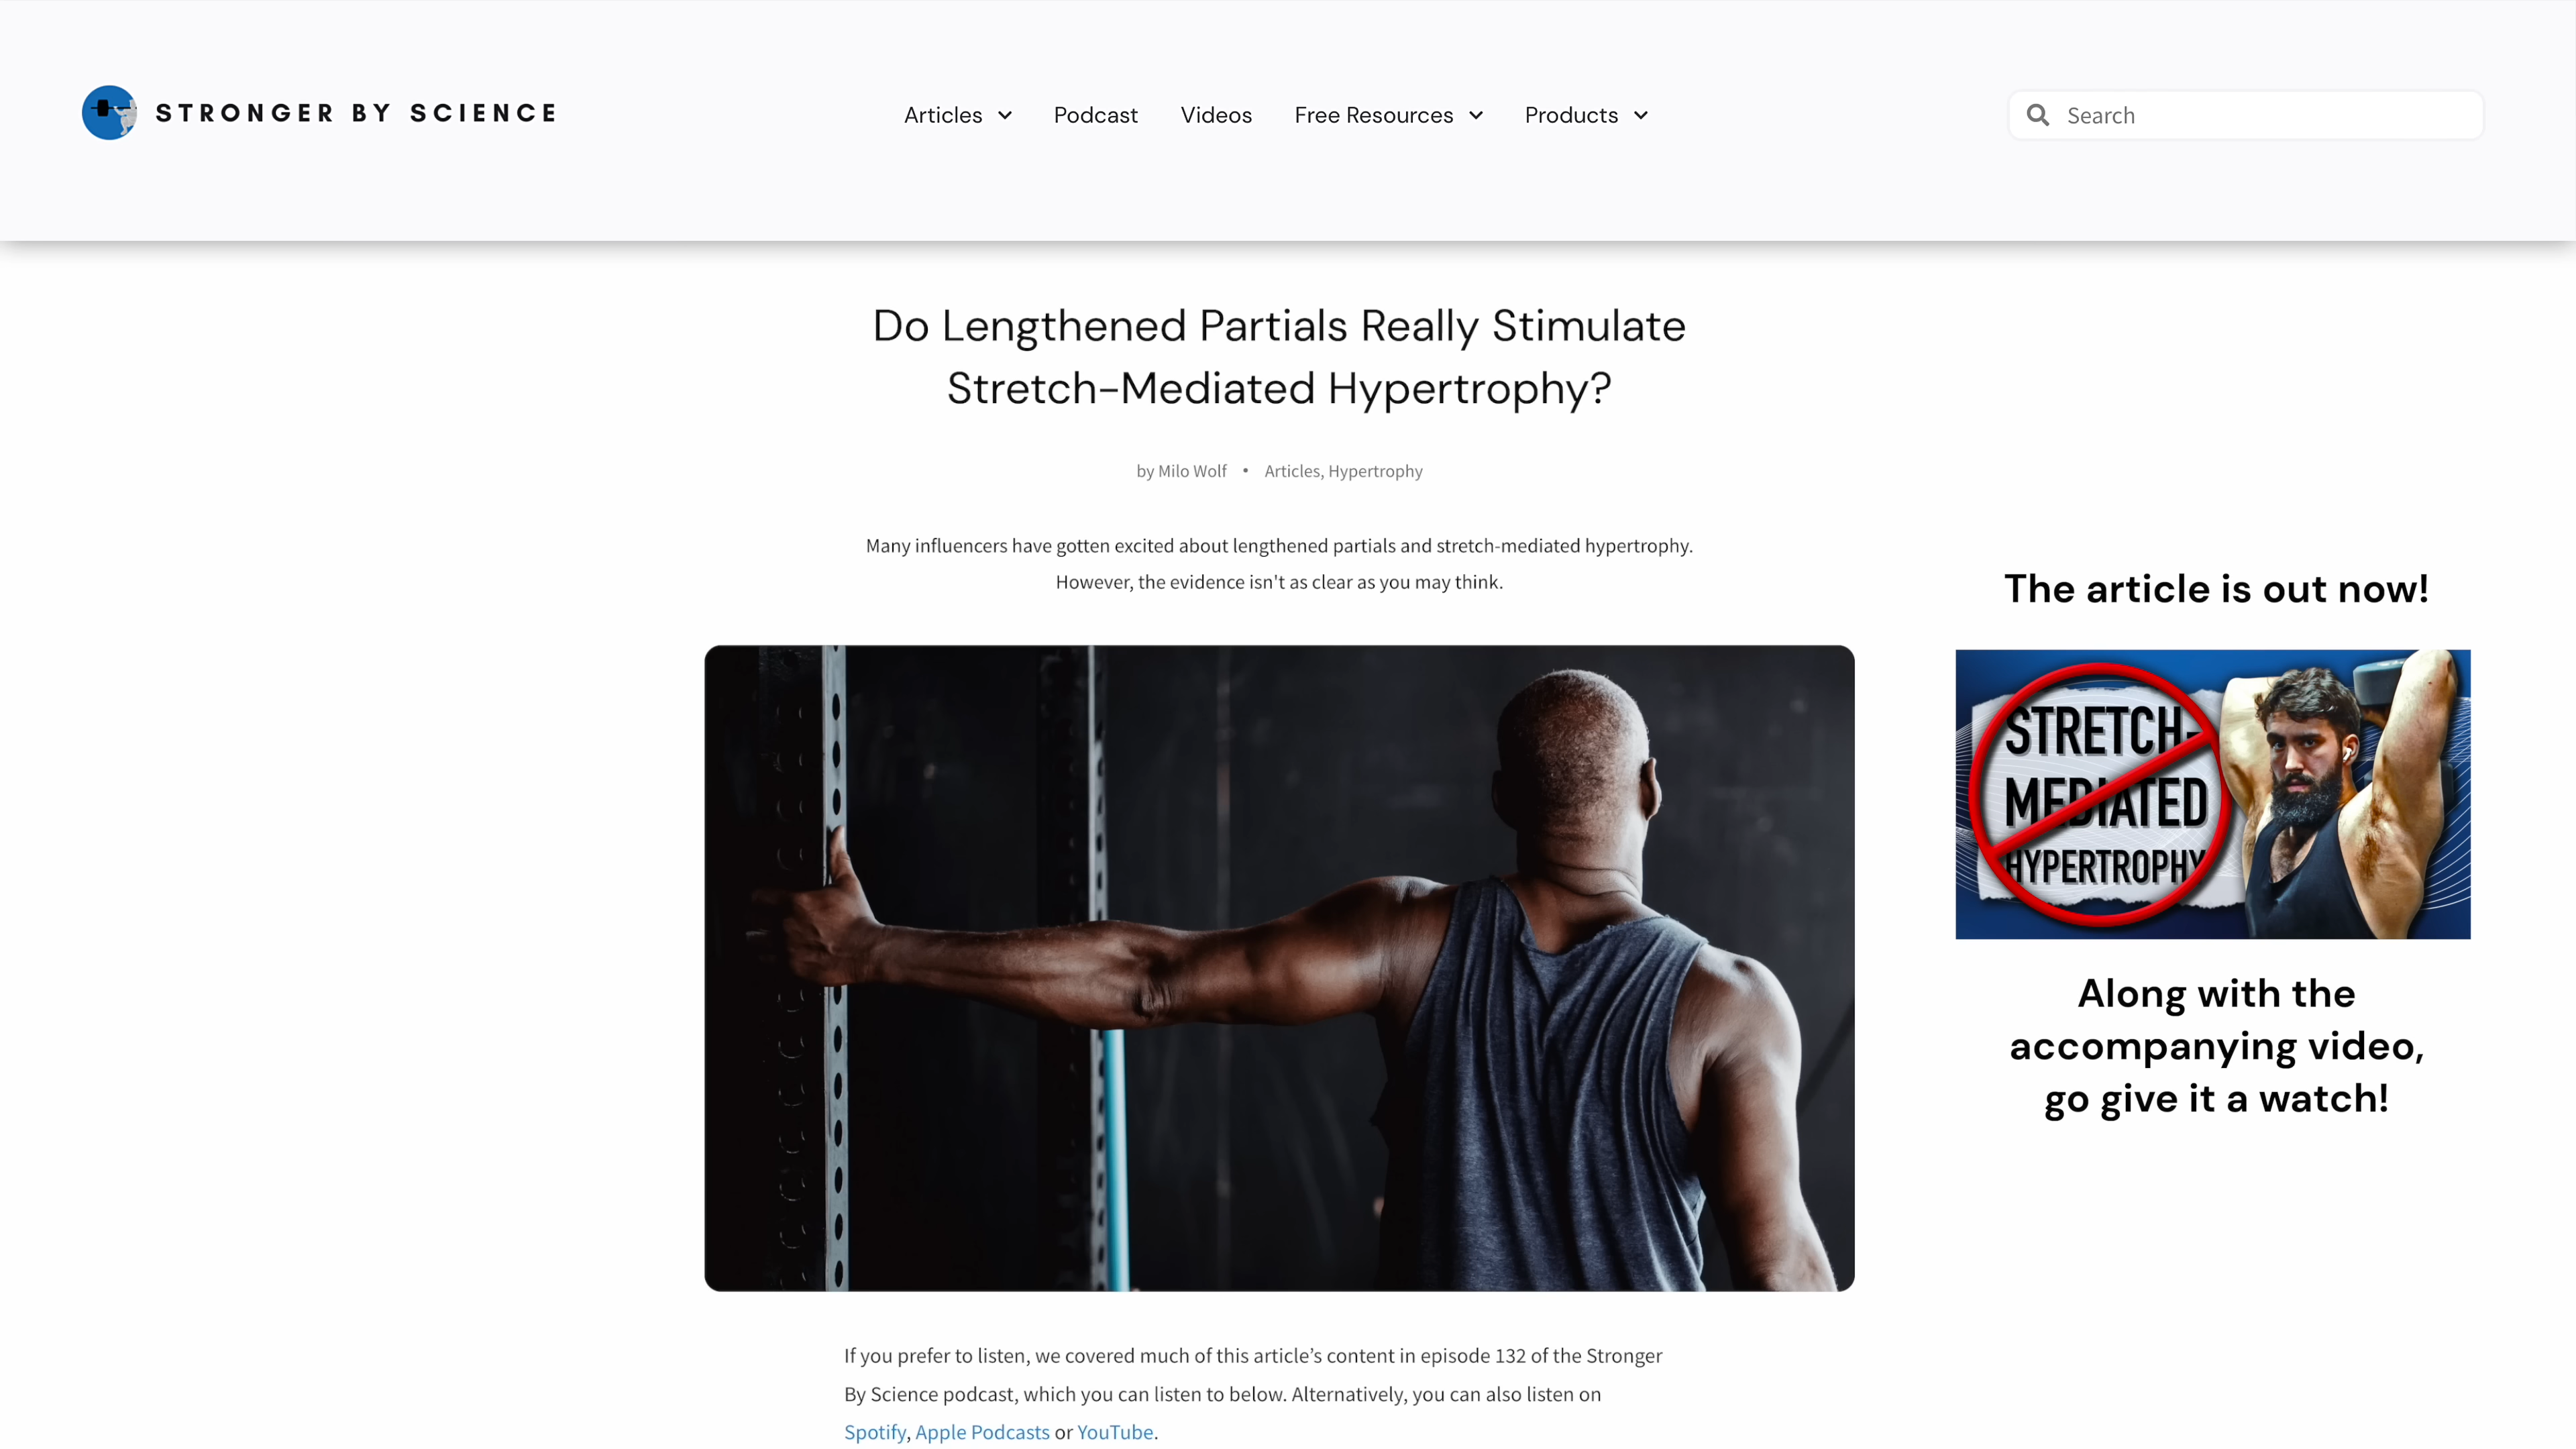 STRONGER BY SCIENCE
Articles
Podcast
Videos
Free Resources
Products
Search
Do Lengthened Partials Really Stimulate
Stretch-Mediated Hypertrophy?
by Milo Wolf • Articles, Hypertrophy
Many influencers have gotten excited about lengthened partials and stretch-mediated hypertrophy.
However, the evidence isn't as clear as you may think.
The article is out now!
STRETCH-
MEDIATED
HYPERTROPHY
Along with the
accompanying video,
go give it a watch!
If you prefer to listen, we covered much of this article’s content in episode 132 of the Stronger
By Science podcast, which you can listen to below. Alternatively, you can also listen on
Spotify, Apple Podcasts or YouTube.